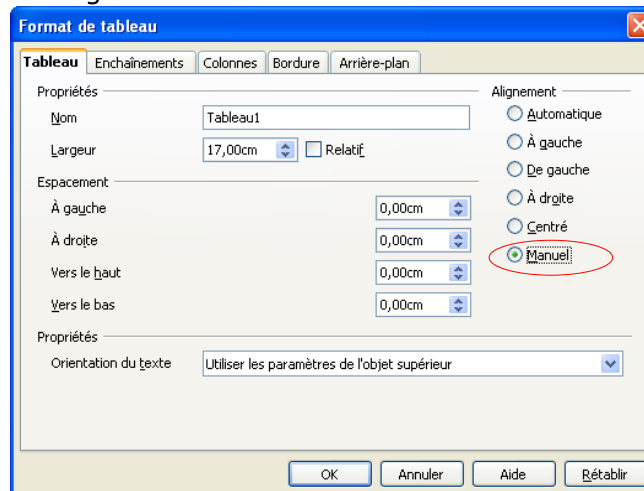 Format de tableau
Tableau Enchaînements Colonnes Bordure Arrière-plan
Propriétés
Nom Tableau1
Largeur 17,00cm Relatif
Espacement
À gauche 0,00cm
À droite 0,00cm
Vers le haut 0,00cm
Vers le bas 0,00cm
Alignement
Automatique
À gauche
De gauche
À droite
Centré
Manuel
Propriétés
Orientation du texte Utiliser les paramètres de l'objet supérieur
OK Annuler Aide Rétablir